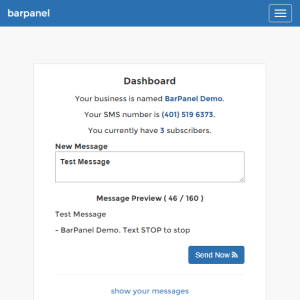 barpanel
Dashboard
Your business is named BarPanel Demo.
Your SMS number is (401) 519 6373.
You currently have 3 subscribers.
New Message
Test Message
Message Preview ( 46 / 160 )
Test Message
- BarPanel Demo. Text STOP to stop
Send Now
show your messages